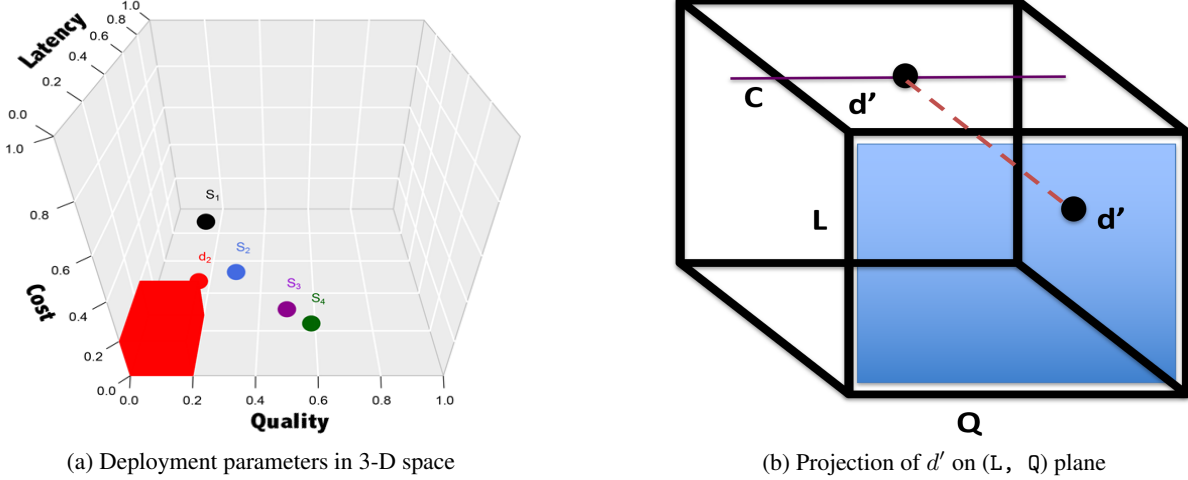 Latency
1.0
0.8
0.6
0.4
0.2
0.0
1.0
0.8
0.6
0.4
0.2
0.0
Cost
S1
d2
S2
S3
S4
0.0 0.2 0.4 0.6 0.8 1.0
Quality
(a) Deployment parameters in 3-D space
C
d′
L
d′
Q
(b) Projection of d′ on (L, Q) plane